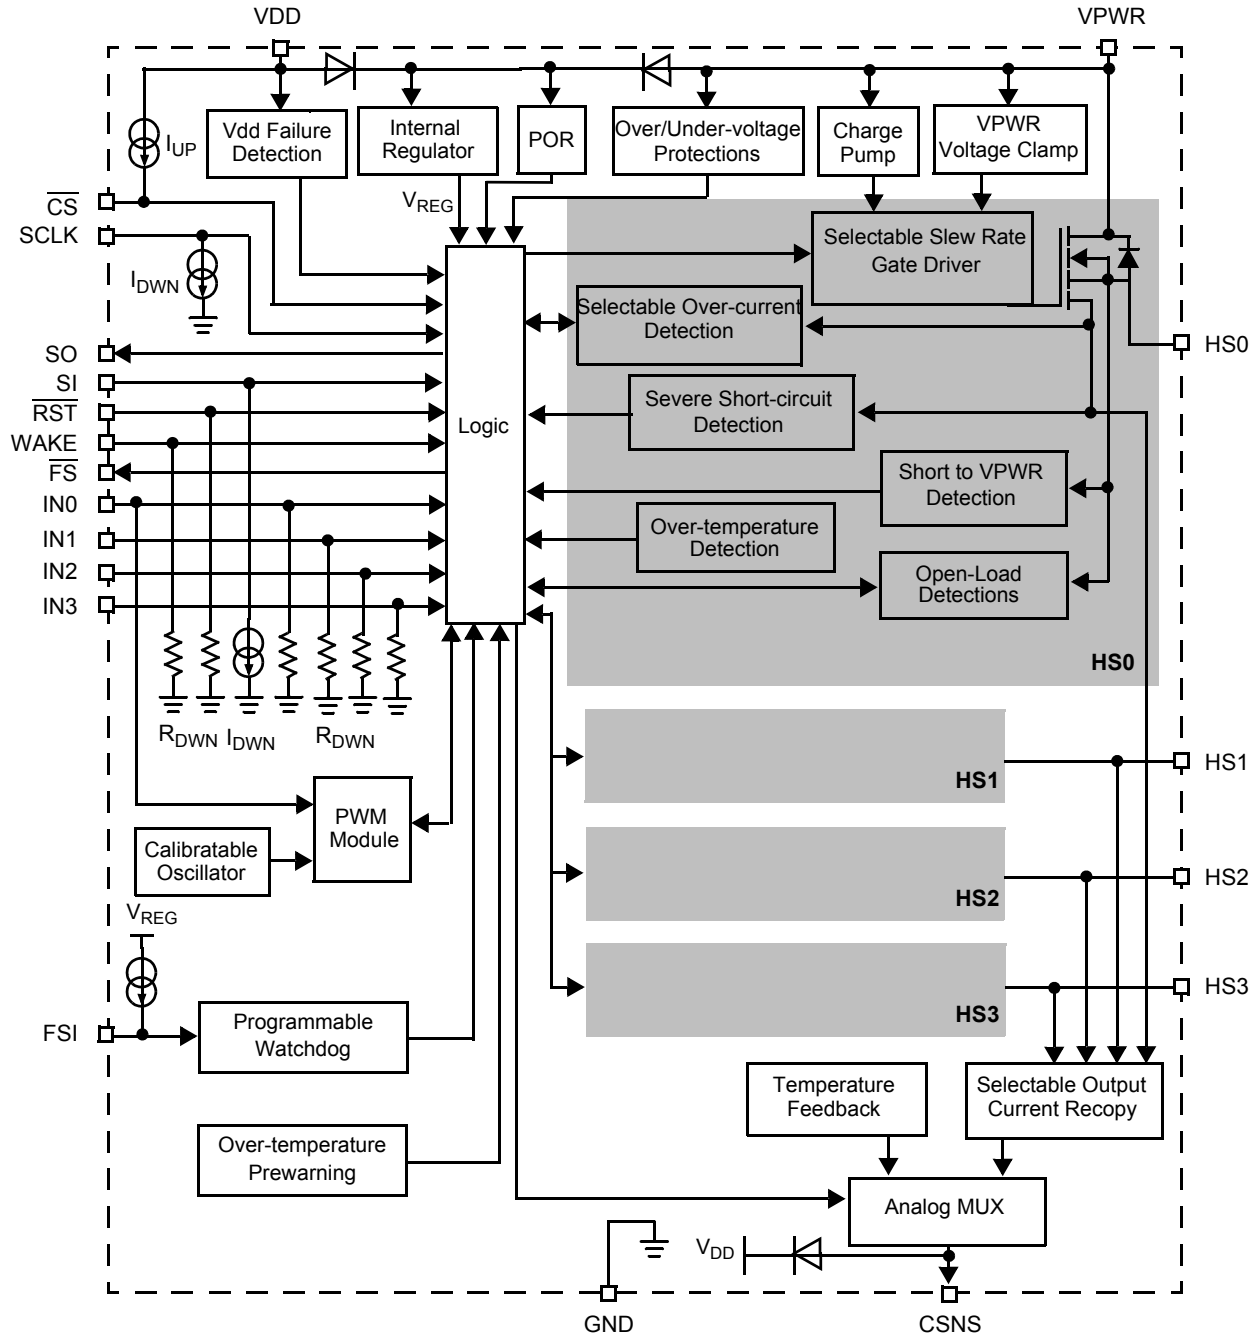 VDD
VPWR
Vdd Failure
Detection
Internal
Regulator
POR
Over/Under-voltage
Protections
Charge
Pump
VPWR
Voltage Clamp
IUP
CS
SCLK
IDWN
VREG
Selectable Slew Rate
Gate Driver
Selectable Over-current
Detection
HS0
SO
SI
RST
WAKE
FS
IN0
IN1
IN2
IN3
Logic
Severe Short-circuit
Detection
Short to VPWR
Detection
Over-temperature
Detection
Open-Load
Detections
HS0
RDWN
IDWN
RDWN
HS1
HS1
PWM
Module
Calibratable
Oscillator
HS2
HS2
VREG
HS3
HS3
FSI
Programmable
Watchdog
Temperature
Feedback
Selectable Output
Current Recopy
Over-temperature
Prewarning
Analog MUX
VDD
GND
CSNS